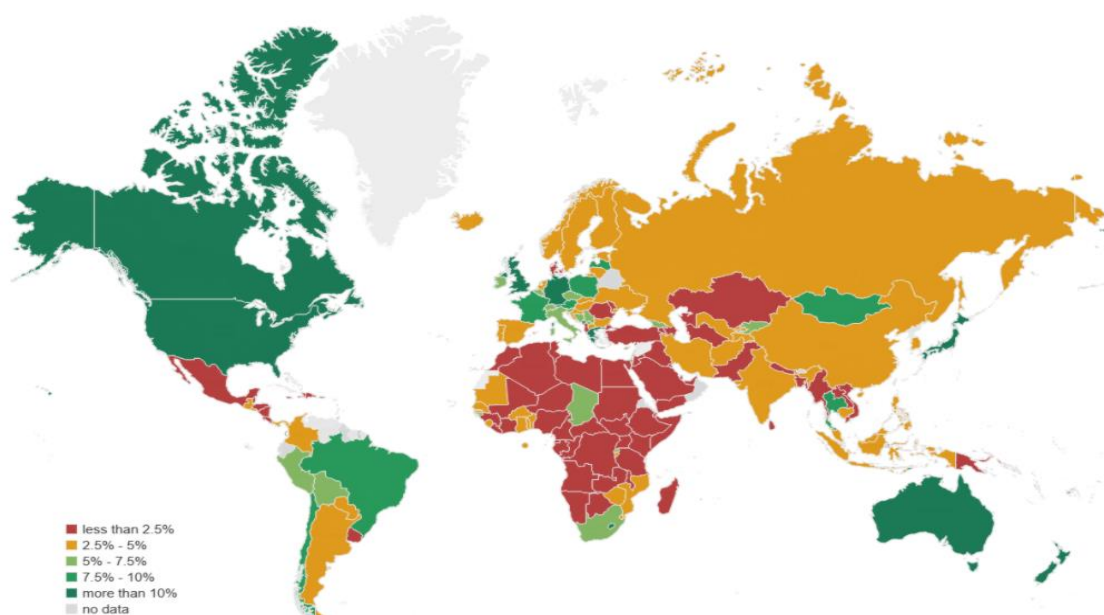 less than 2.5%
2.5% - 5%
5% - 7.5%
7.5% - 10%
more than 10%
no data